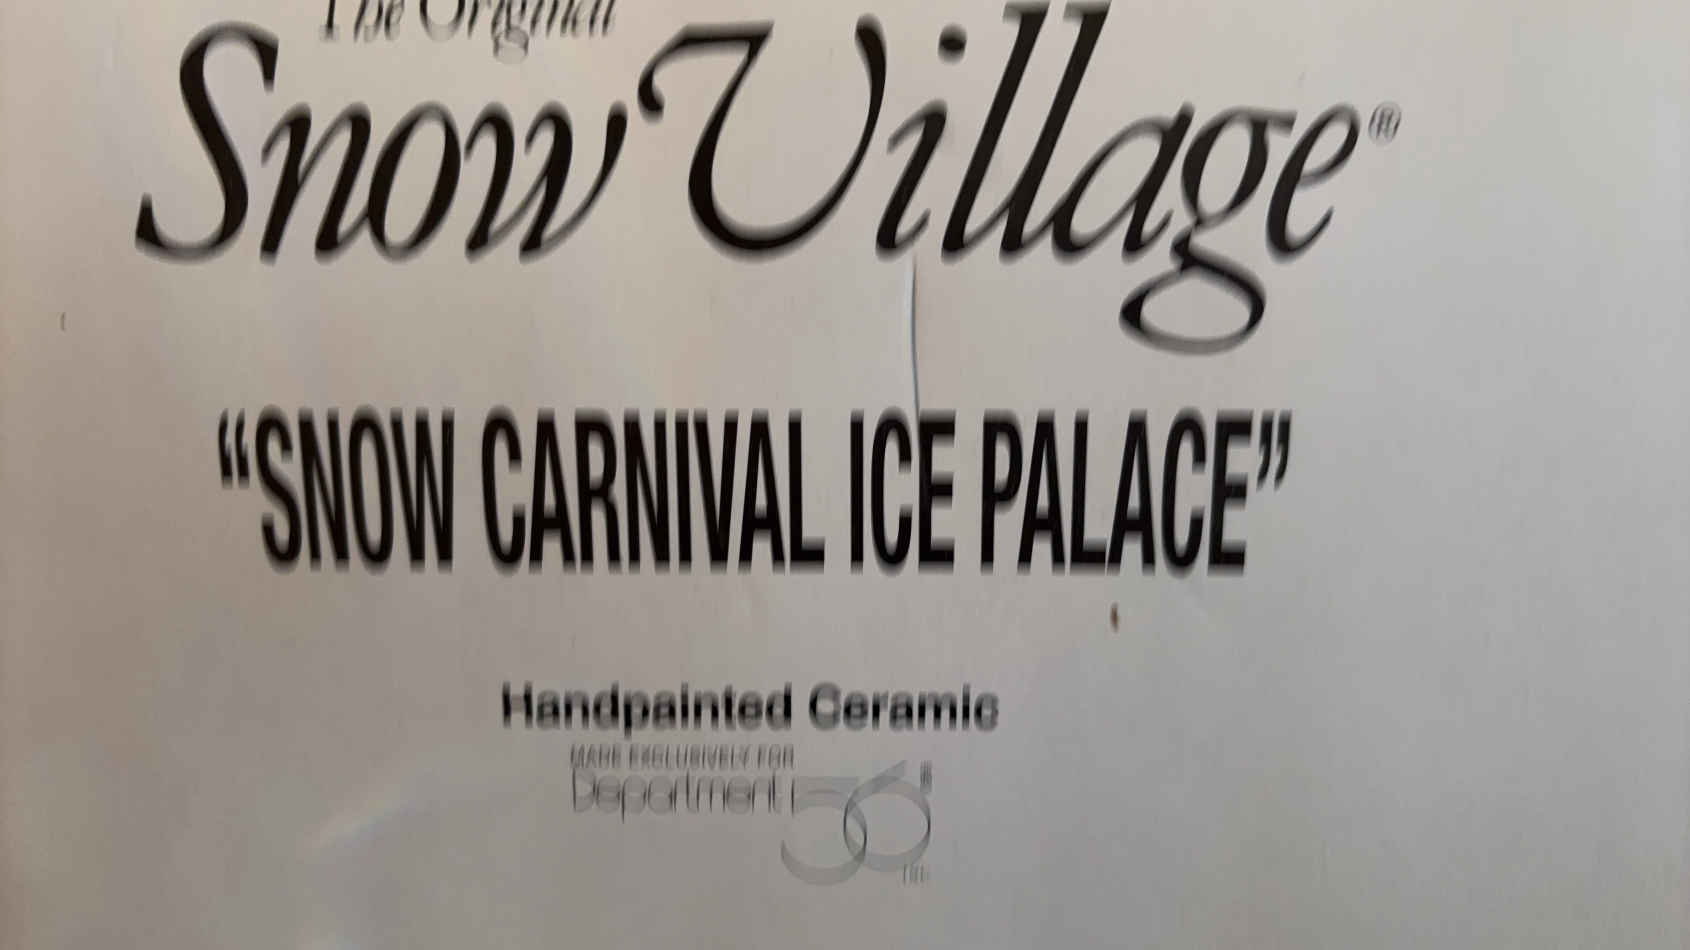 The Original
Snow Village®
“SNOW CARNIVAL ICE PALACE”
Handpainted Ceramic
MADE EXCLUSIVELY FOR
Department 56®